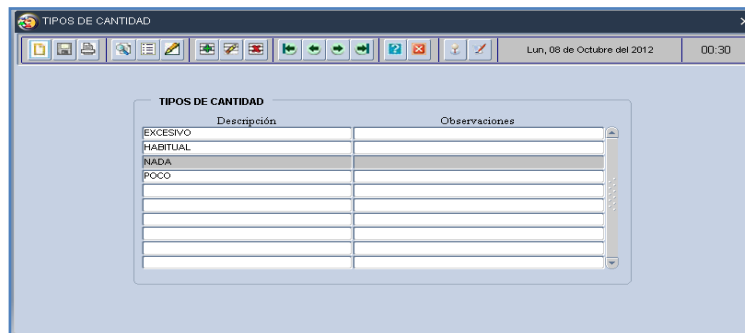 TIPOS DE CANTIDAD
Lun, 08 de Octubre del 2012 00:30
TIPOS DE CANTIDAD
Descripción Observaciones
EXCESIVO
HABITUAL
NADA
POCO